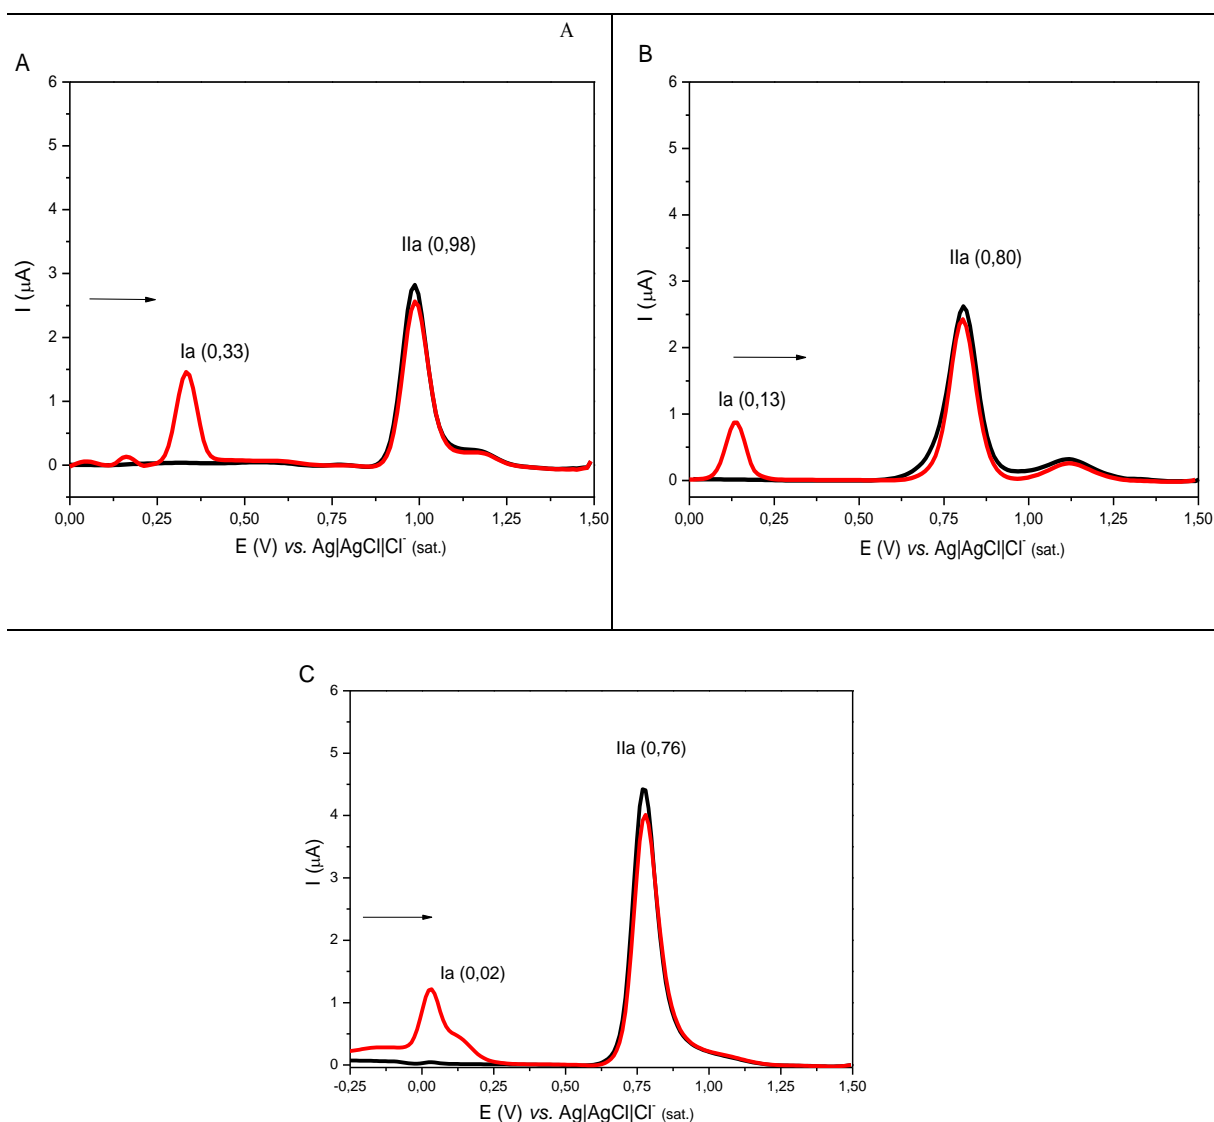 A
A
6
5
4
3
2
1
0
I (μA)
IIa (0,98)
Ia (0,33)
0,00 0,25 0,50 0,75 1,00 1,25 1,50
E (V) vs. Ag|AgCl|Cl⁻ (sat.)
B
6
5
4
3
2
1
0
I (μA)
IIa (0,80)
Ia (0,13)
0,00 0,25 0,50 0,75 1,00 1,25 1,50
E (V) vs. Ag|AgCl|Cl⁻ (sat.)
C
6
5
4
3
2
1
0
I (μA)
IIa (0,76)
Ia (0,02)
-0,25 0,00 0,25 0,50 0,75 1,00 1,25 1,50
E (V) vs. Ag|AgCl|Cl⁻ (sat.)